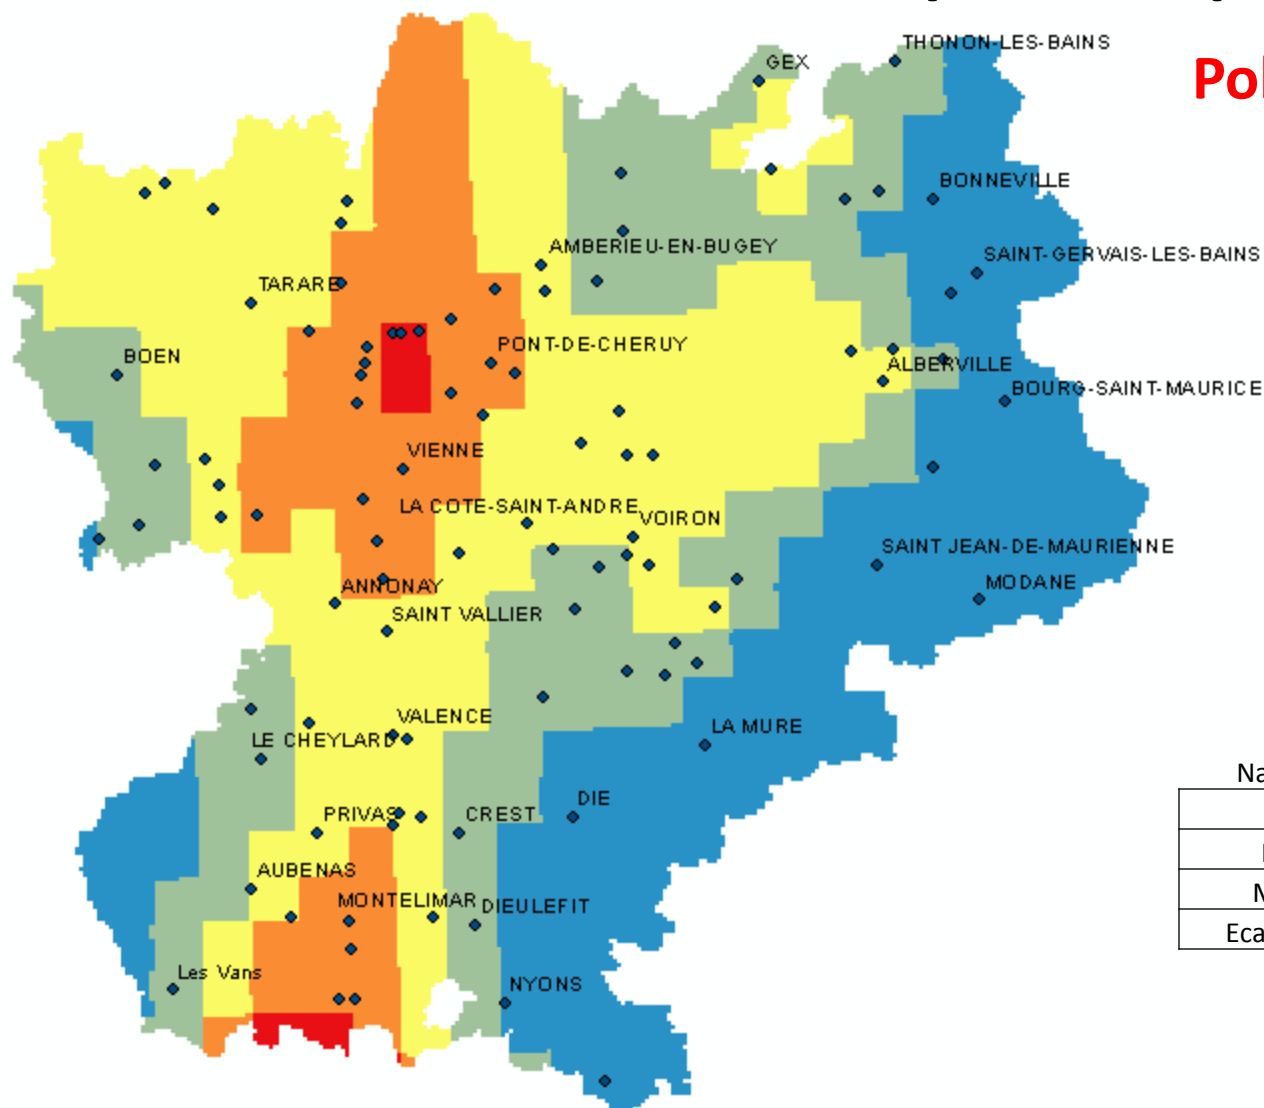 THONON-LES-BAINS
GEX
BONNEVILLE
AMBERIEU-EN-BUGEY
SAINT-GERVAIS-LES-BAINS
TARARE
PONT-DE-CHERUY
BOEN
ALBERVILLE
BOURG-SAINT-MAURICE
VIENNE
LA COTE-SAINT-ANDRE
VOIRON
SAINT JEAN-DE-MAURIENNE
ANNONAY
MODANE
SAINT VALLIER
VALENCE
LA MURE
LE CHEYLARD
DIE
PRIVAS
CREST
AUBENAS
MONTELIMAR
DIEULEFIT
Les Vans
NYONS